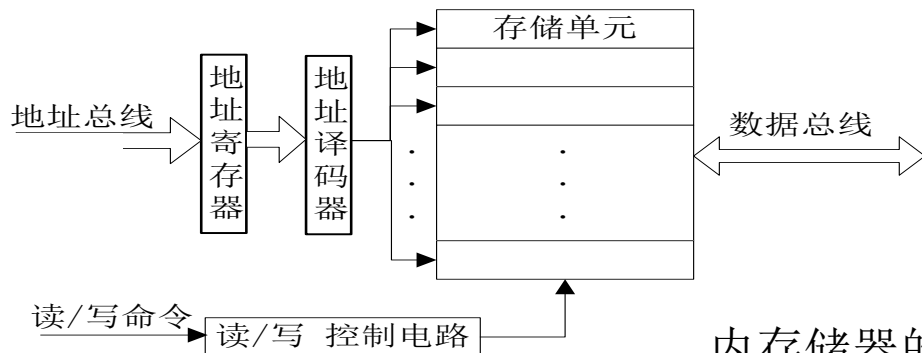 存储单元
地址总线
地址寄存器
地址译码器
数据总线
读/写命令
读/写 控制电路
内存储器的